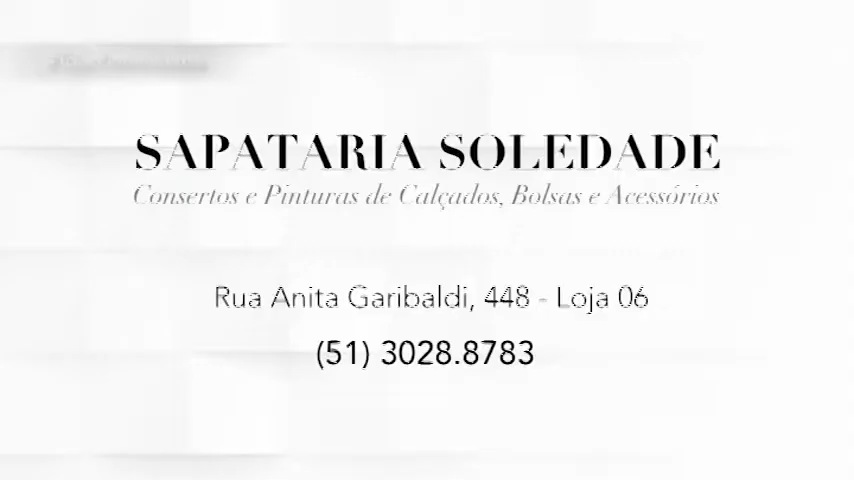 SAPATARIA SOLEDADE
Consertos e Pinturas de Calçados, Bolsas e Acessórios
Rua Anita Garibaldi, 448 - Loja 06
(51) 3028.8783